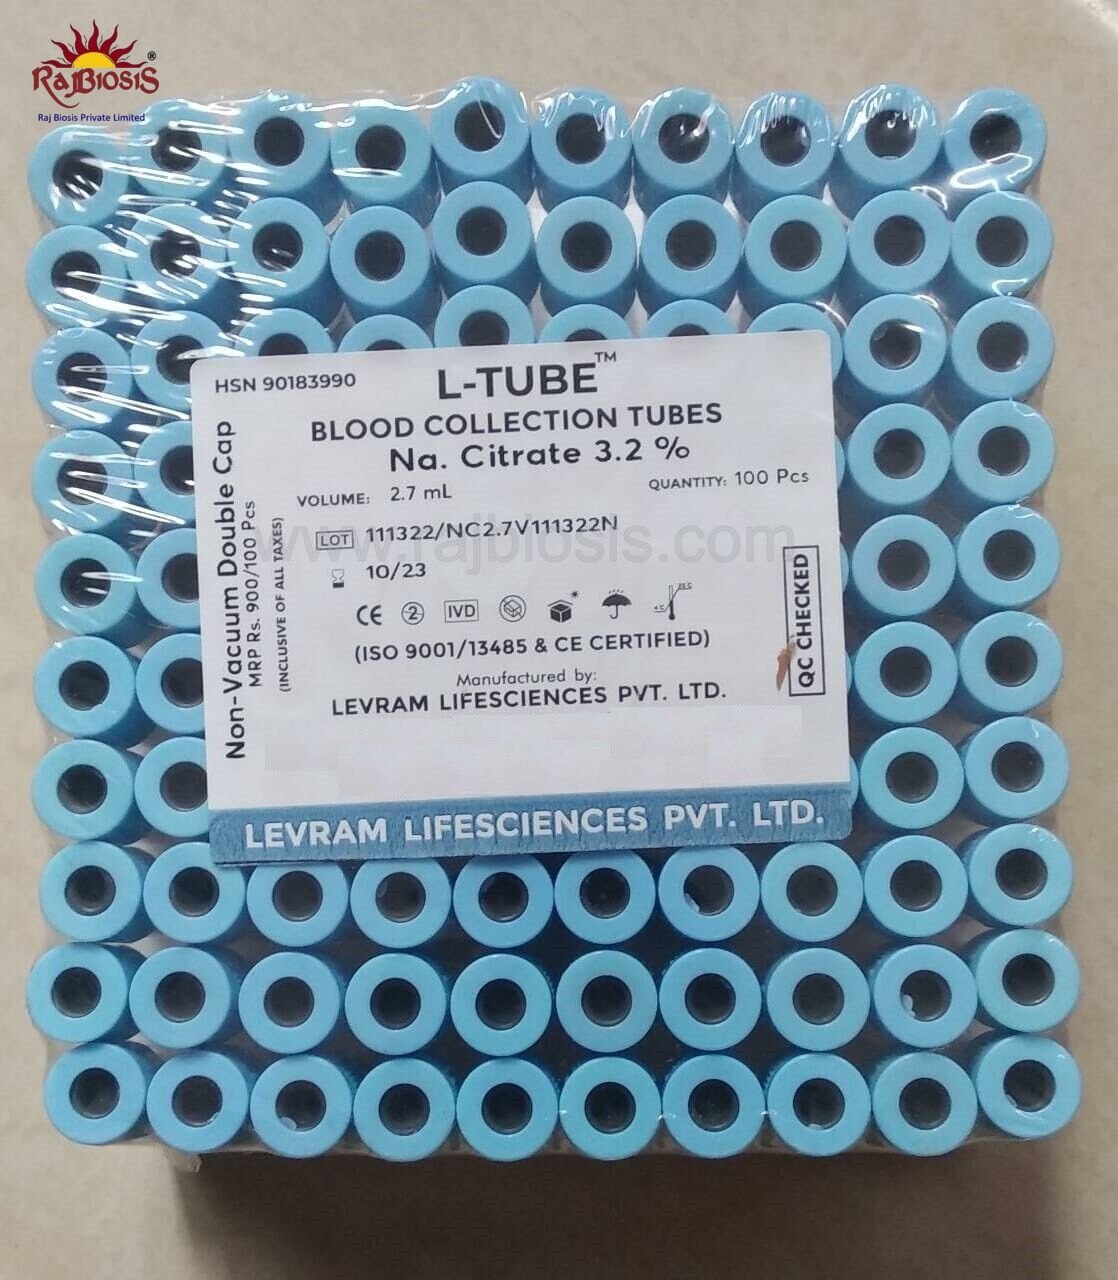 RajBiosis®
Raj Biosis Private Limited
HSN 90183990
L-TUBE™
BLOOD COLLECTION TUBES
Na. Citrate 3.2 %
VOLUME: 2.7 mL
QUANTITY: 100 Pcs
LOT 111322/NC2.7V111322N
10/23
CE 2 IVD
(ISO 9001/13485 & CE CERTIFIED)
Manufactured by:
LEVRAM LIFESCIENCES PVT. LTD.
Non-Vacuum Double Cap
MRP Rs. 900/100 Pcs
(INCLUSIVE OF ALL TAXES)
QC CHECKED
LEVRAM LIFESCIENCES PVT. LTD.
www.rajbiosis.com